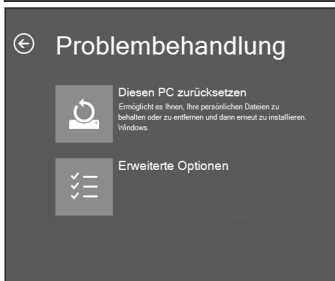 Problembehandlung
Diesen PC zurücksetzen
Ermöglicht es Ihnen, Ihre persönlichen Dateien zu
behalten oder zu entfernen und dann erneut zu installieren.
Windows.
Erweiterte Optionen